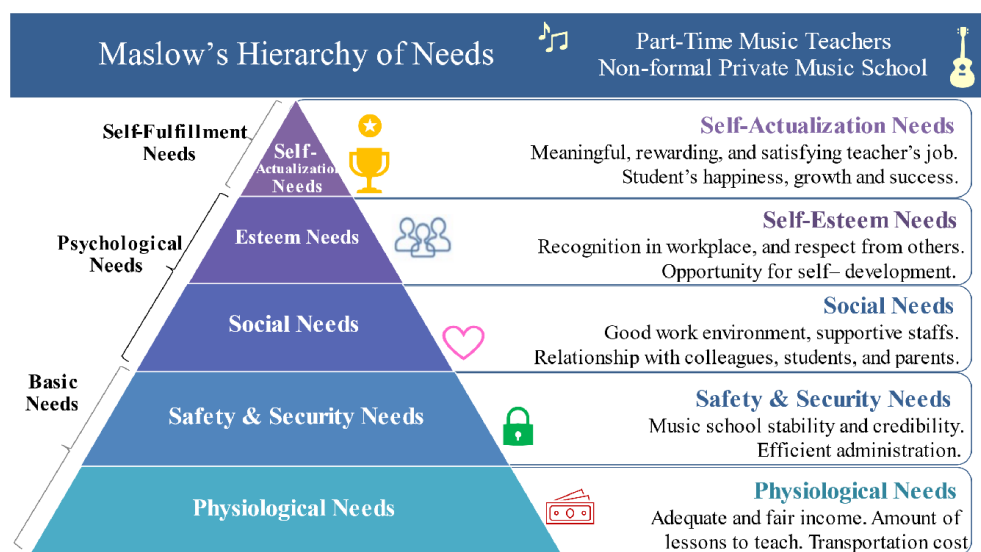 Maslow's Hierarchy of Needs
Part-Time Music Teachers
Non-formal Private Music School
Self-Fulfillment
Needs
Psychological
Needs
Basic
Needs
Self-
Actualization
Needs
Esteem Needs
Social Needs
Safety & Security Needs
Physiological Needs
Self-Actualization Needs
Meaningful, rewarding, and satisfying teacher's job.
Student's happiness, growth and success.
Self-Esteem Needs
Recognition in workplace, and respect from others.
Opportunity for self– development.
Social Needs
Good work environment, supportive staffs.
Relationship with colleagues, students, and parents.
Safety & Security Needs
Music school stability and credibility.
Efficient administration.
Physiological Needs
Adequate and fair income. Amount of
lessons to teach. Transportation cost